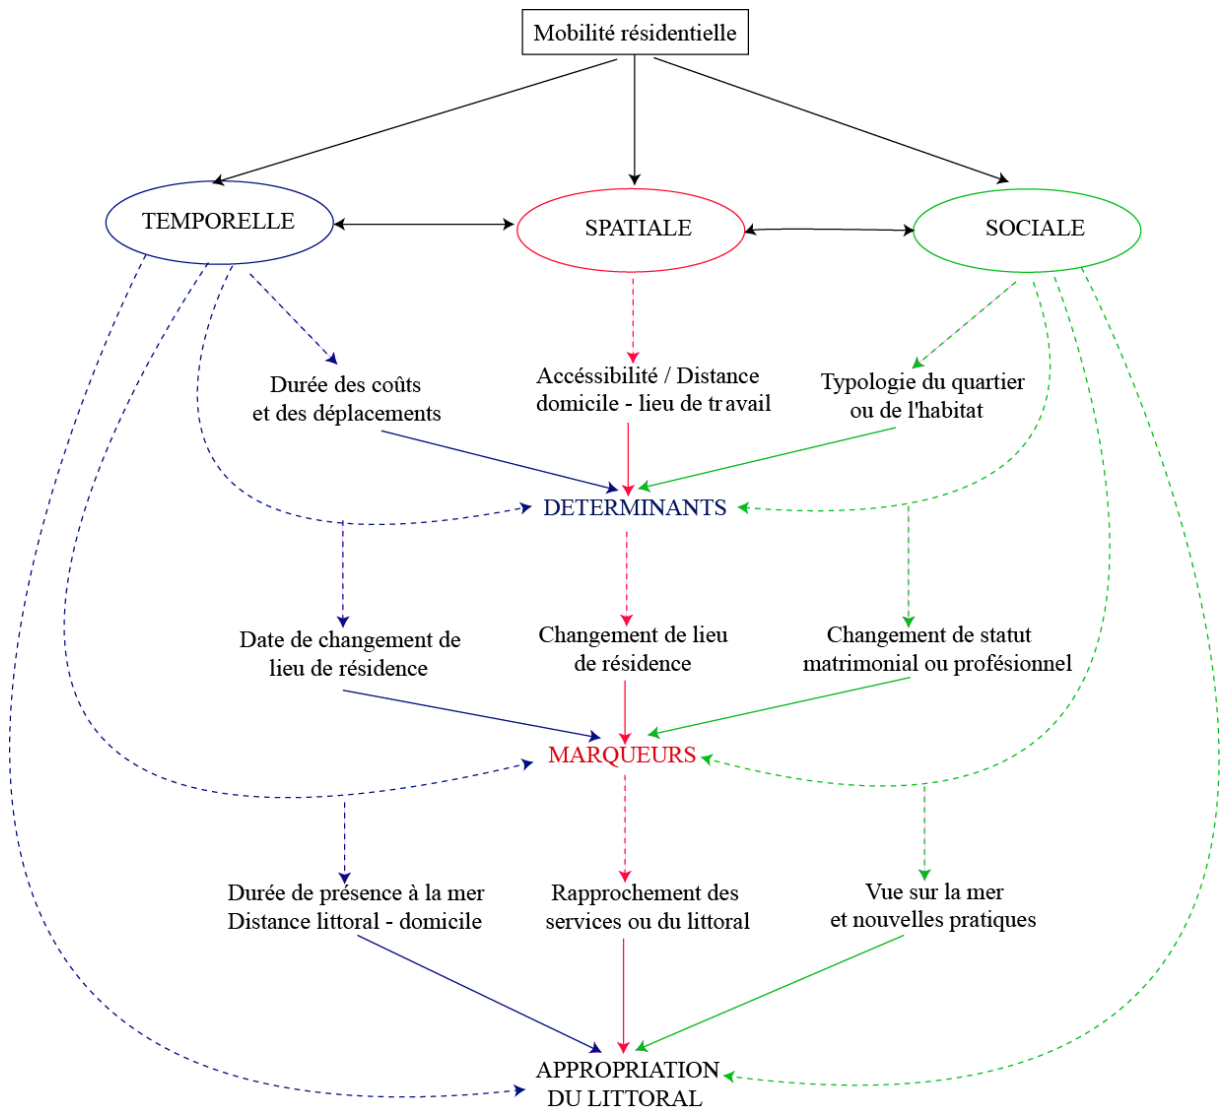 Mobilité résidentielle
TEMPORELLE
SPATIALE
SOCIALE
Durée des coûts
et des déplacements
Accéssibilité / Distance
domicile - lieu de travail
Typologie du quartier
ou de l'habitat
DETERMINANTS
Date de changement de
lieu de résidence
Changement de lieu
de résidence
Changement de statut
matrimonial ou profésionnel
MARQUEURS
Durée de présence à la mer
Distance littoral - domicile
Rapprochement des
services ou du littoral
Vue sur la mer
et nouvelles pratiques
APPROPRIATION
DU LITTORAL